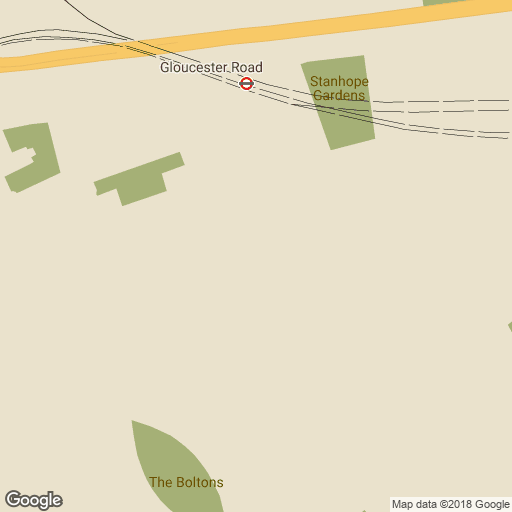 Gloucester Road
Stanhope
Gardens
The Boltons
Google
Map data ©2018 Google